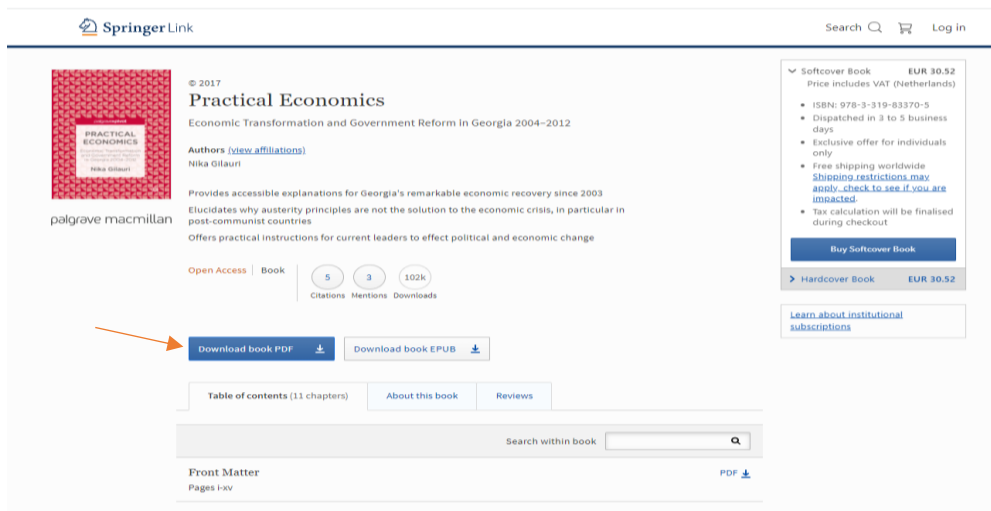 Springer Link
Search
Log in
PRACTICAL
ECONOMICS
Nika Gilauri
palgrave macmillan
© 2017
Practical Economics
Economic Transformation and Government Reform in Georgia 2004–2012
Authors (view affiliations)
Nika Gilauri
Provides accessible explanations for Georgia's remarkable economic recovery since 2003
Elucidates why austerity principles are not the solution to the economic crisis, in particular in
post-communist countries
Offers practical instructions for current leaders to effect political and economic change
Open Access
Book
5
Citations
3
Mentions
102k
Downloads
Download book PDF
Download book EPUB
Table of contents (11 chapters)
About this book
Reviews
Search within book
Front Matter
Pages i-xv
PDF
Softcover Book EUR 30.52
Price includes VAT (Netherlands)
ISBN: 978-3-319-83370-5
Dispatched in 3 to 5 business
days
Exclusive offer for individuals
only
Free shipping worldwide
Shipping restrictions may
apply, check to see if you are
impacted.
Tax calculation will be finalised
during checkout
Buy Softcover Book
Hardcover Book EUR 30.52
Learn about institutional
subscriptions